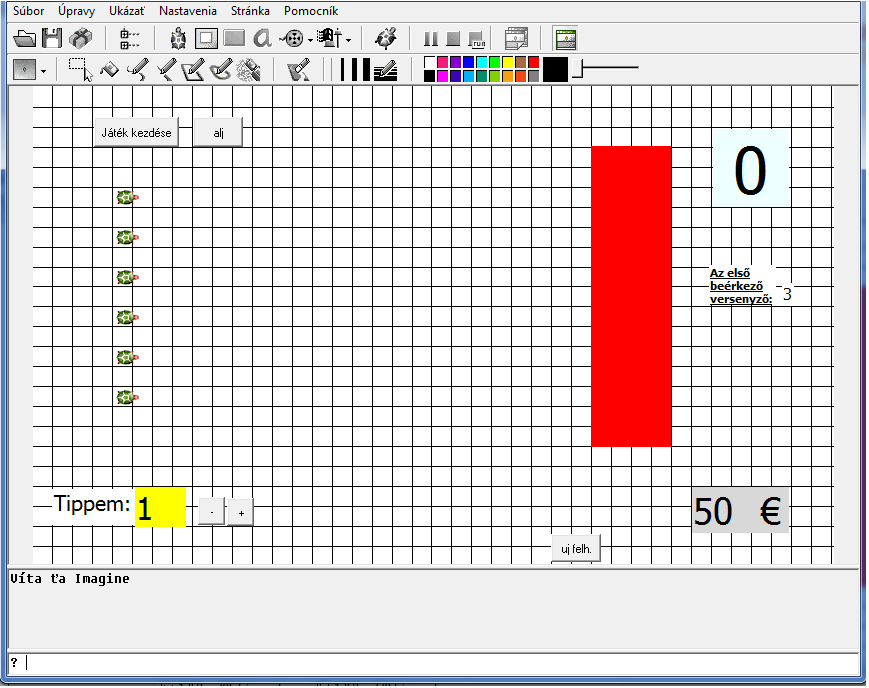 Súbor Úpravy Ukázať Nastavenia Stránka Pomocník
run
Játék kezdése alj
0
Az első
beérkező
versenyző: 3
Tippem: 1 - +
50 €
uj felh.
Víta ťa Imagine
?